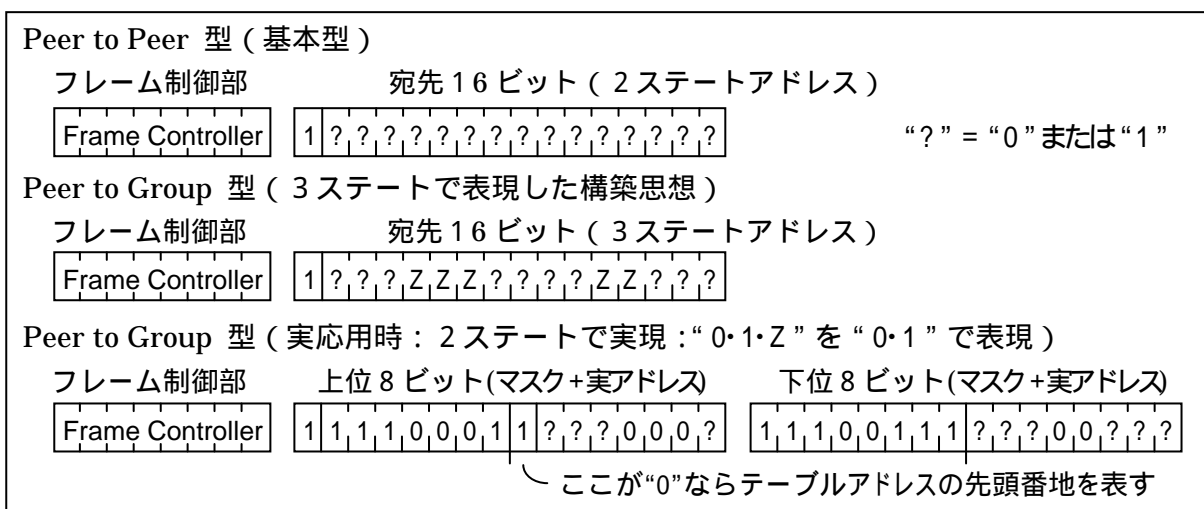 Peer to Peer 型（基本型）
フレーム制御部 宛先16ビット（2ステートアドレス）
Frame Controller 1 ? ? ? ? ? ? ? ? ? ? ? ? ? ? ? “?” = “0”または“1”
Peer to Group 型（3ステートで表現した構築思想）
フレーム制御部 宛先16ビット（3ステートアドレス）
Frame Controller 1 ? ? ? Z Z Z ? ? ? ? Z Z ? ? ?
Peer to Group 型（実応用時：2ステートで実現：“0・1・Z”を“0・1”で表現）
フレーム制御部 上位8ビット(マスク+実アドレス) 下位8ビット(マスク+実アドレス)
Frame Controller 1 1 1 1 0 0 0 1 1 ? ? ? 0 0 0 ? 1 1 1 0 0 1 1 1 ? ? ? 0 0 ? ? ?
ここが“0”ならテーブルアドレスの先頭番地を表す